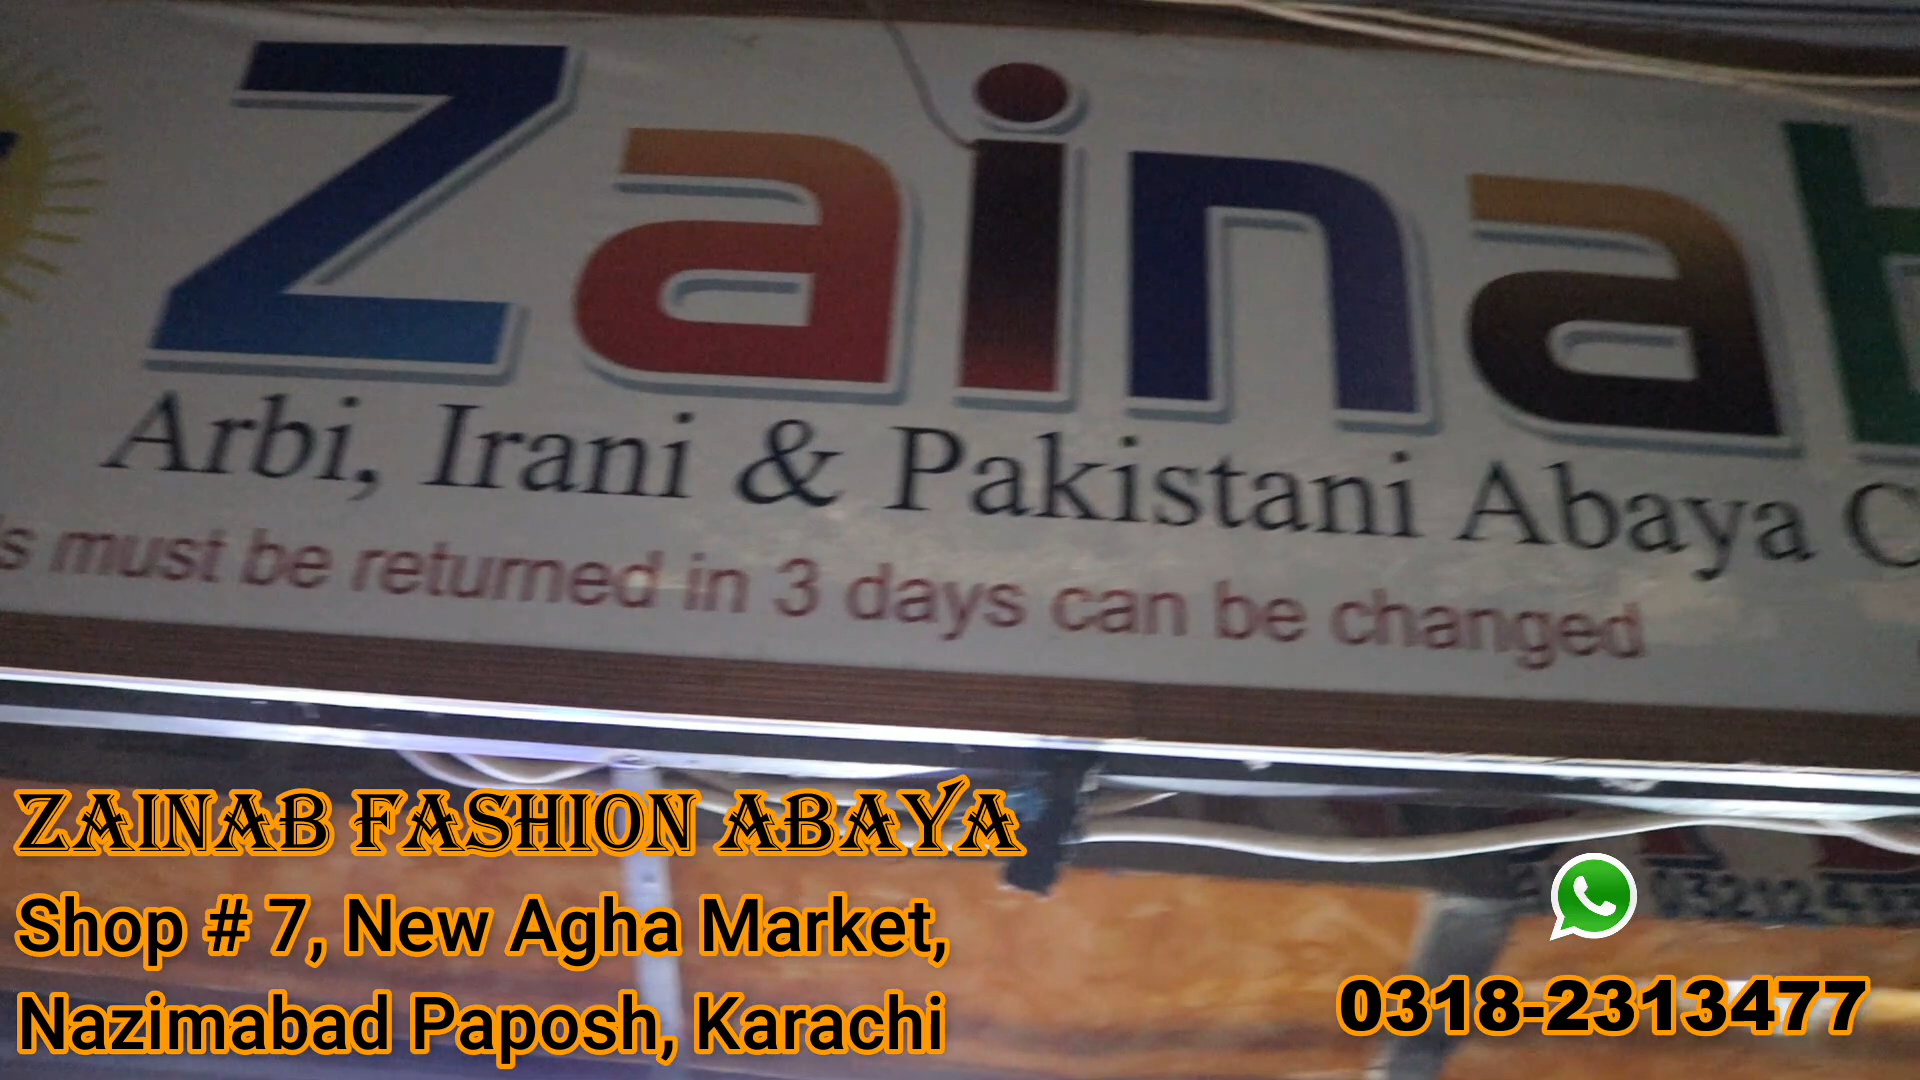 Zainab
Arbi, Irani & Pakistani Abaya C
s must be returned in 3 days can be changed
ZAINAB FASHION ABAYA
Shop # 7, New Agha Market,
Nazimabad Paposh, Karachi
0318-2313477